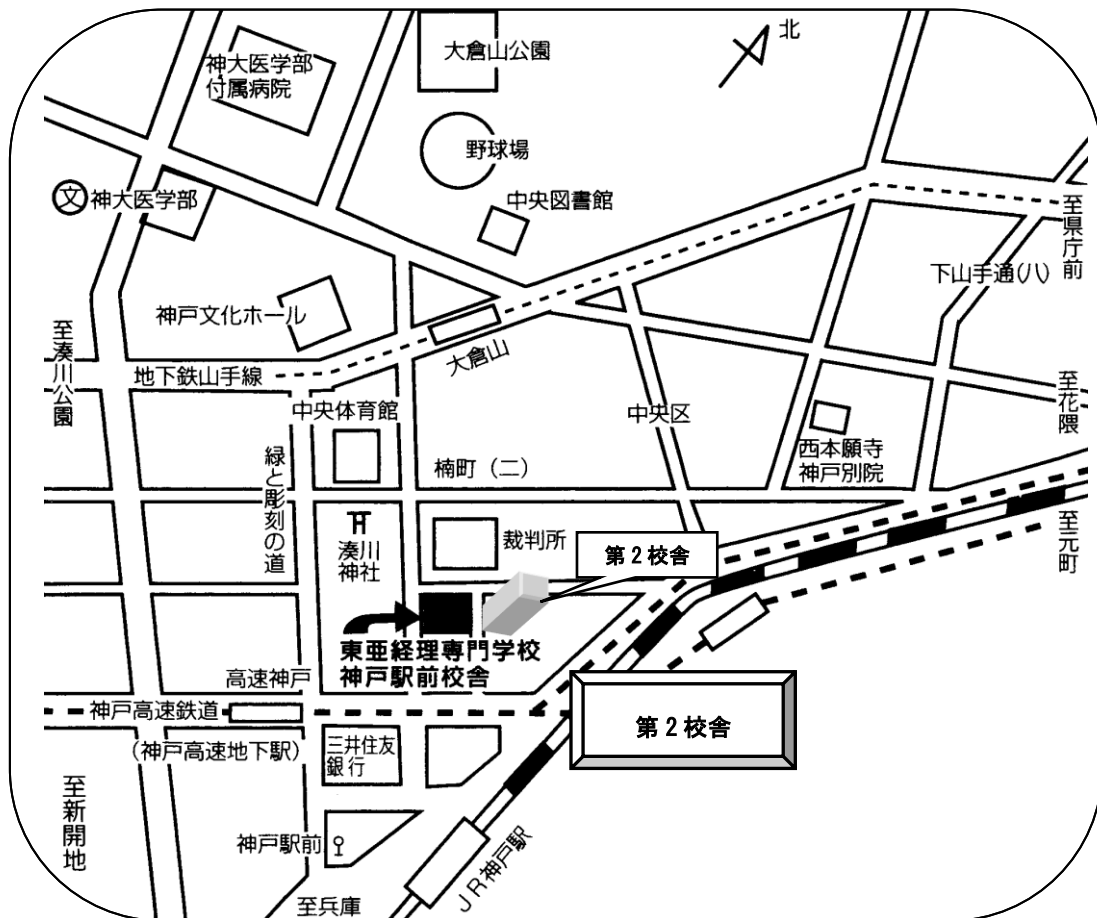 北
大倉山公園
神大医学部
付属病院
野球場
文
神大医学部
中央図書館
至県庁前
下山手通(八)
神戸文化ホール
至湊川公園
大倉山
地下鉄山手線
至花隈
中央体育館
中央区
西本願寺
神戸別院
緑と彫刻の道
楠町(二)
至元町
湊川
神社
裁判所
第2校舎
東亜経理専門学校
神戸駅前校舎
高速神戸
神戸高速鉄道
第2校舎
(神戸高速地下駅)
三井住友
銀行
至新開地
神戸駅前
JR神戸駅
至兵庫